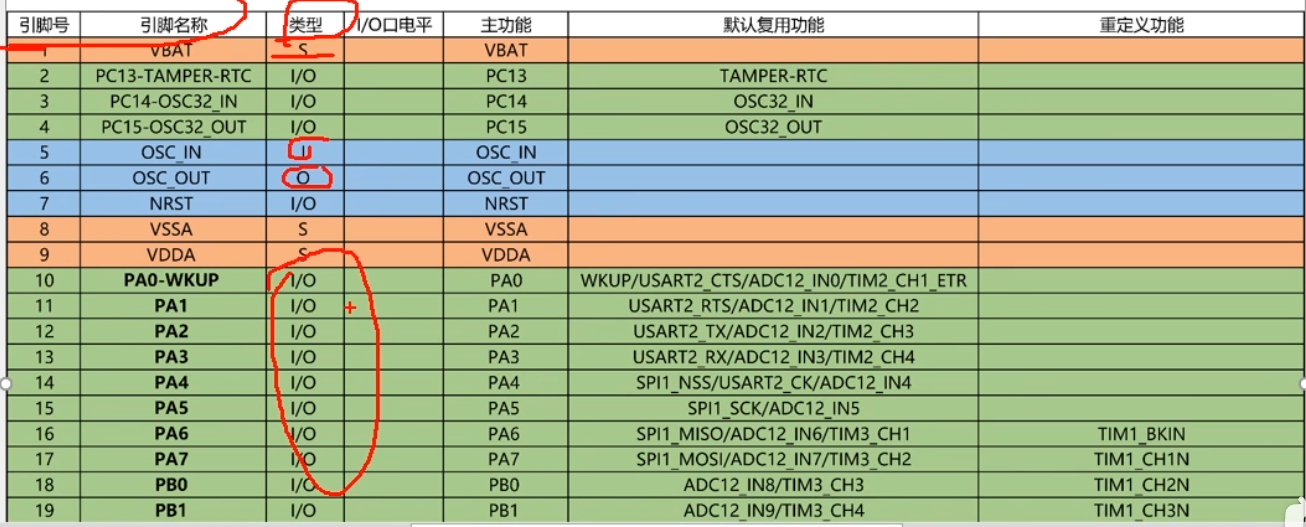 引脚号 引脚名称 类型 I/O口电平 主功能 默认复用功能 重定义功能
1 VBAT S VBAT
2 PC13-TAMPER-RTC I/O PC13 TAMPER-RTC
3 PC14-OSC32_IN I/O PC14 OSC32_IN
4 PC15-OSC32_OUT I/O PC15 OSC32_OUT
5 OSC_IN I OSC_IN
6 OSC_OUT O OSC_OUT
7 NRST I/O NRST
8 VSSA S VSSA
9 VDDA S VDDA
10 PA0-WKUP I/O PA0 WKUP/USART2_CTS/ADC12_IN0/TIM2_CH1_ETR
11 PA1 I/O PA1 USART2_RTS/ADC12_IN1/TIM2_CH2
12 PA2 I/O PA2 USART2_TX/ADC12_IN2/TIM2_CH3
13 PA3 I/O PA3 USART2_RX/ADC12_IN3/TIM2_CH4
14 PA4 I/O PA4 SPI1_NSS/USART2_CK/ADC12_IN4
15 PA5 I/O PA5 SPI1_SCK/ADC12_IN5
16 PA6 I/O PA6 SPI1_MISO/ADC12_IN6/TIM3_CH1 TIM1_BKIN
17 PA7 I/O PA7 SPI1_MOSI/ADC12_IN7/TIM3_CH2 TIM1_CH1N
18 PB0 I/O PB0 ADC12_IN8/TIM3_CH3 TIM1_CH2N
19 PB1 I/O PB1 ADC12_IN9/TIM3_CH4 TIM1_CH3N